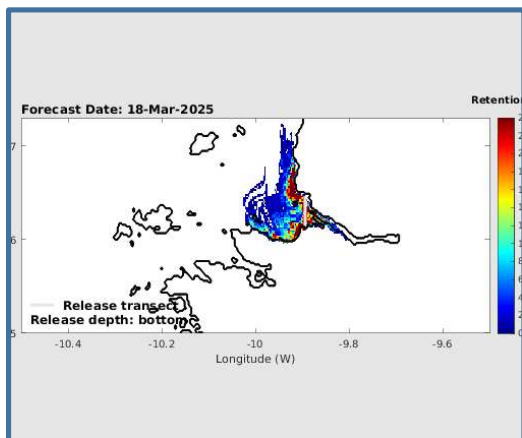 Forecast Date: 18-Mar-2025
Retention
7
6
5
Release transect
Release depth: bottom
-10.4
-10.2
-10
-9.8
-9.6
Longitude (W)